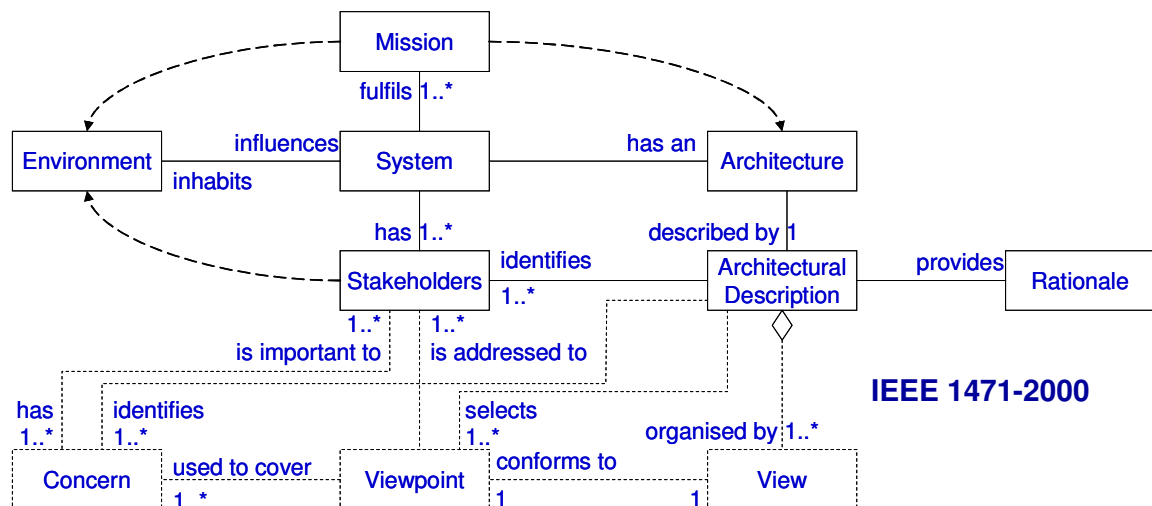 Mission
fulfils 1..*
influences
has an
Environment
System
Architecture
inhabits
has 1..*
described by 1
identifies
provides
Stakeholders
Architectural
Description
Rationale
1..*
1..*
1..*
is important to
is addressed to
IEEE 1471-2000
has
identifies
selects
1..*
1..*
1..*
organised by 1..*
used to cover
conforms to
Concern
Viewpoint
View
1..*
1
1